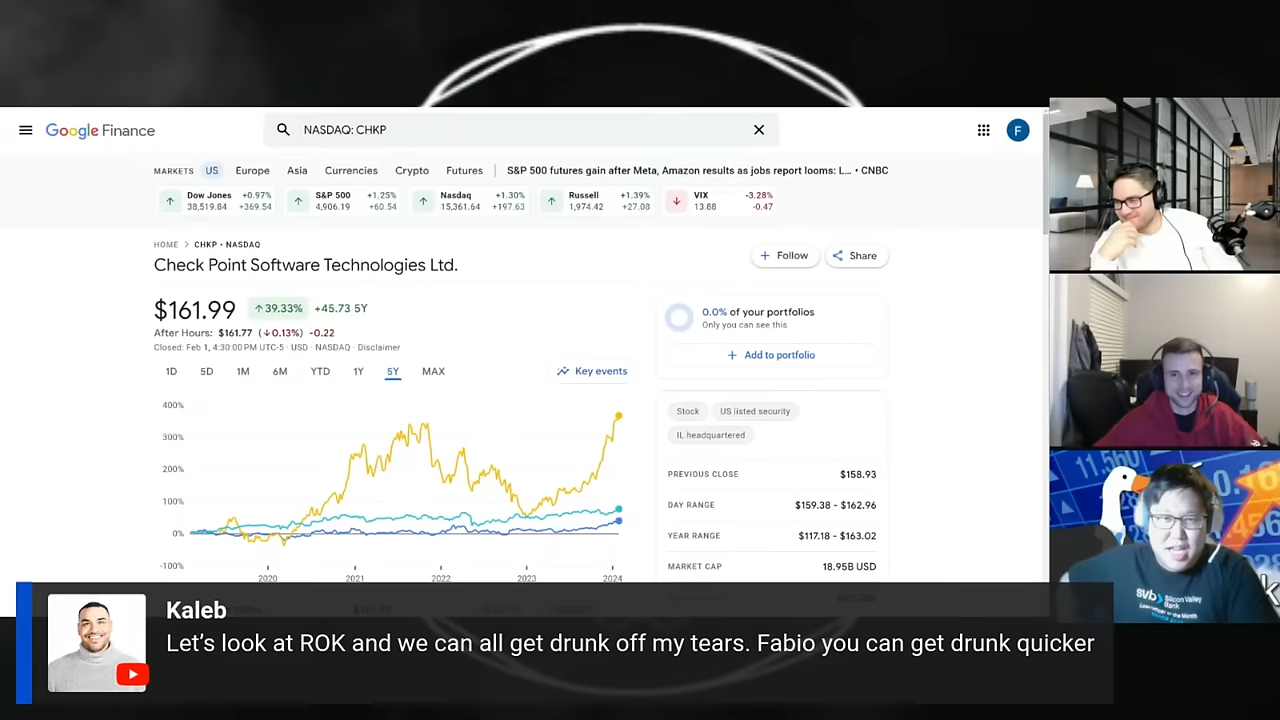 Google Finance
NASDAQ: CHKP
F
MARKETS US Europe Asia Currencies Crypto Futures S&P 500 futures gain after Meta, Amazon results as jobs report looms: L... • CNBC
Dow Jones +0.97% S&P 500 +1.25% Nasdaq +1.30% Russell +1.39% VIX -3.28%
38,519.84 +369.54 4,906.19 +60.54 15,361.64 +197.63 1,974.42 +27.08 13.88 -0.47
HOME > CHKP • NASDAQ
Check Point Software Technologies Ltd.
+ Follow Share
$161.99 ↑39.33% +45.73 5Y
After Hours: $161.77 (↓0.13%) -0.22
Closed: Feb 1, 4:30:00 PM UTC-5 · USD · NASDAQ · Disclaimer
1D 5D 1M 6M YTD 1Y 5Y MAX Key events
400%
300%
200%
100%
0%
-100%
2020 2021 2022 2023 2024
0.0% of your portfolios
Only you can see this
+ Add to portfolio
Stock US listed security
IL headquartered
PREVIOUS CLOSE $158.93
DAY RANGE $159.38 - $162.96
YEAR RANGE $117.18 - $163.02
MARKET CAP 18.95B USD
11.560
0.16
svb> Silicon Valley
Bank
Kaleb
Let’s look at ROK and we can all get drunk off my tears. Fabio you can get drunk quicker